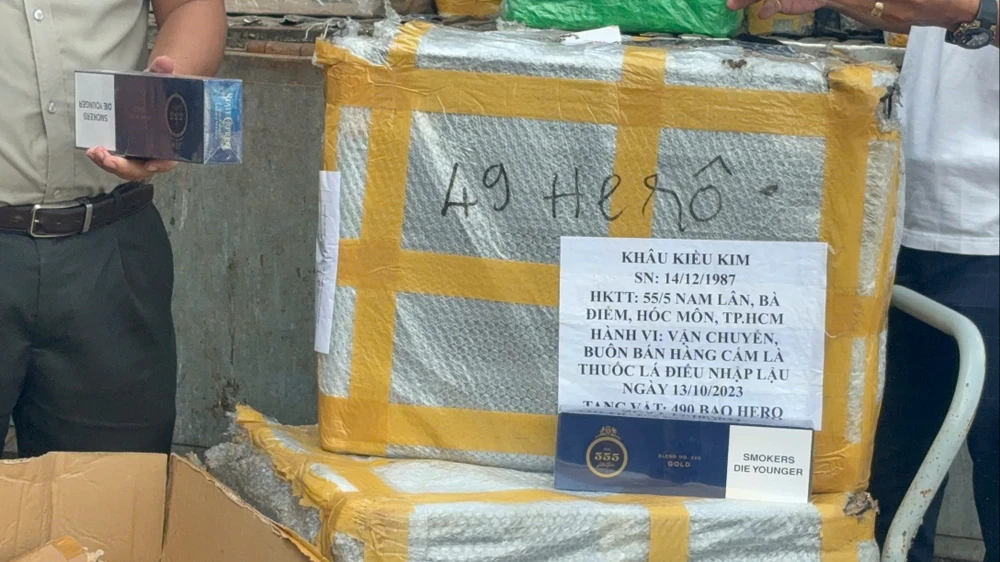 SMOKERS
DIE YOUNGER
555
49 Herô
KHÂU KIỀU KIM
SN: 14/12/1987
HKTT: 55/5 NAM LÂN, BÀ
ĐIỂM, HÓC MÔN, TP.HCM
HÀNH VI: VẬN CHUYỂN,
BUÔN BÁN HÀNG CẤM LÀ
THUỐC LÁ ĐIẾU NHẬP LẬU
NGÀY 13/10/2023
TANG VẬT: 490 BAO HERO
555
GOLD
SMOKERS
DIE YOUNGER